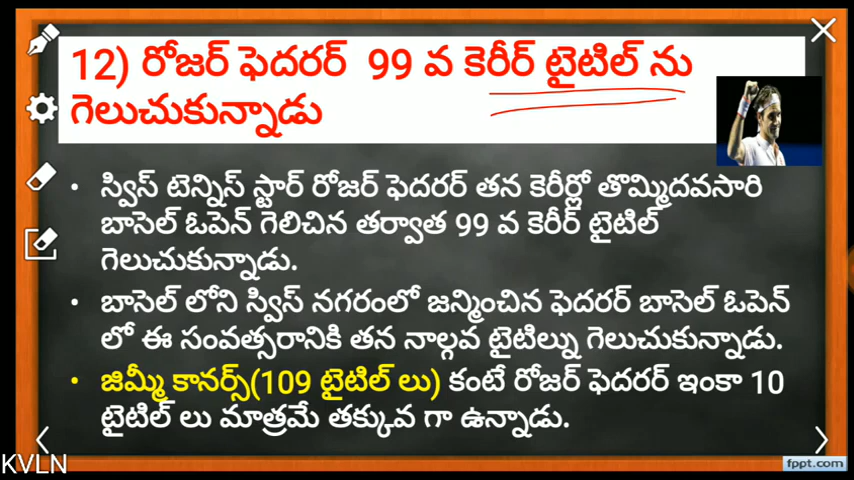 12) రోజర్ ఫెదరర్ 99 వ కెరీర్ టైటిల్ ను
గెలుచుకున్నాడు
• స్విస్ టెన్నిస్ స్టార్ రోజర్ ఫెదరర్ తన కెరీర్లో తొమ్మిదవసారి
బాసెల్ ఓపెన్ గెలిచిన తర్వాత 99 వ కెరీర్ టైటిల్
గెలుచుకున్నాడు.
• బాసెల్ లోని స్విస్ నగరంలో జన్మించిన ఫెదరర్ బాసెల్ ఓపెన్
లో ఈ సంవత్సరానికి తన నాల్గవ టైటిల్ను గెలుచుకున్నాడు.
• జిమ్మీ కానర్స్(109 టైటిల్ లు) కంటే రోజర్ ఫెదరర్ ఇంకా 10
టైటిల్ లు మాత్రమే తక్కువ గా ఉన్నాడు.
KVLN
fppt.com